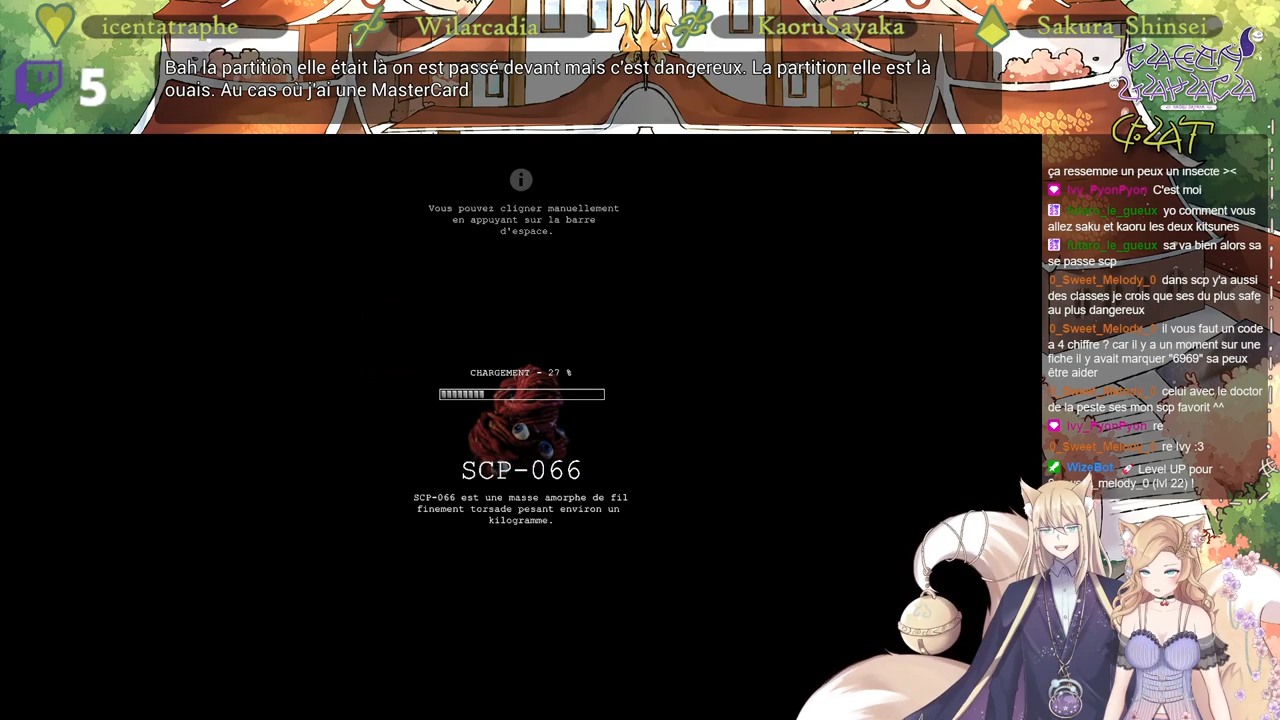 icentatraphe
Wilarcadia
KaoruSayaka
Sakura_Shinsei
5
Bah la partition elle était là on est passé devant mais c'est dangereux. La partition elle est là
ouais. Au cas où j'ai une MasterCard
Vous pouvez cligner manuellement
en appuyant sur la barre
d'espace.
CHARGEMENT - 27 %
SCP-066
SCP-066 est une masse amorphe de fil
finement torsadé pesant environ un
kilogramme.
ça ressemble un peux un insecte ><
Ivy_PyonPyon C'est moi
futaro_le_gueux yo comment vous
allez saku et kaoru les deux kitsunes
futaro_le_gueux sa va bien alors sa
se passe scp
0_Sweet_Melody_0 dans scp y'a aussi
des classes je crois que ses du plus safe
au plus dangereux
0_Sweet_Melody_0 il vous faut un code
a 4 chiffre ? car il y a un moment sur une
fiche il y avait marquer "6969" sa peux
être aider
0_Sweet_Melody_0 celui avec le doctor
de la peste ses mon scp favorit ^^
Ivy_PyonPyon re
0_Sweet_Melody_0 re Ivy :3
WizeBot Level UP pour
0_sweet_melody_0 (lvl 22) !